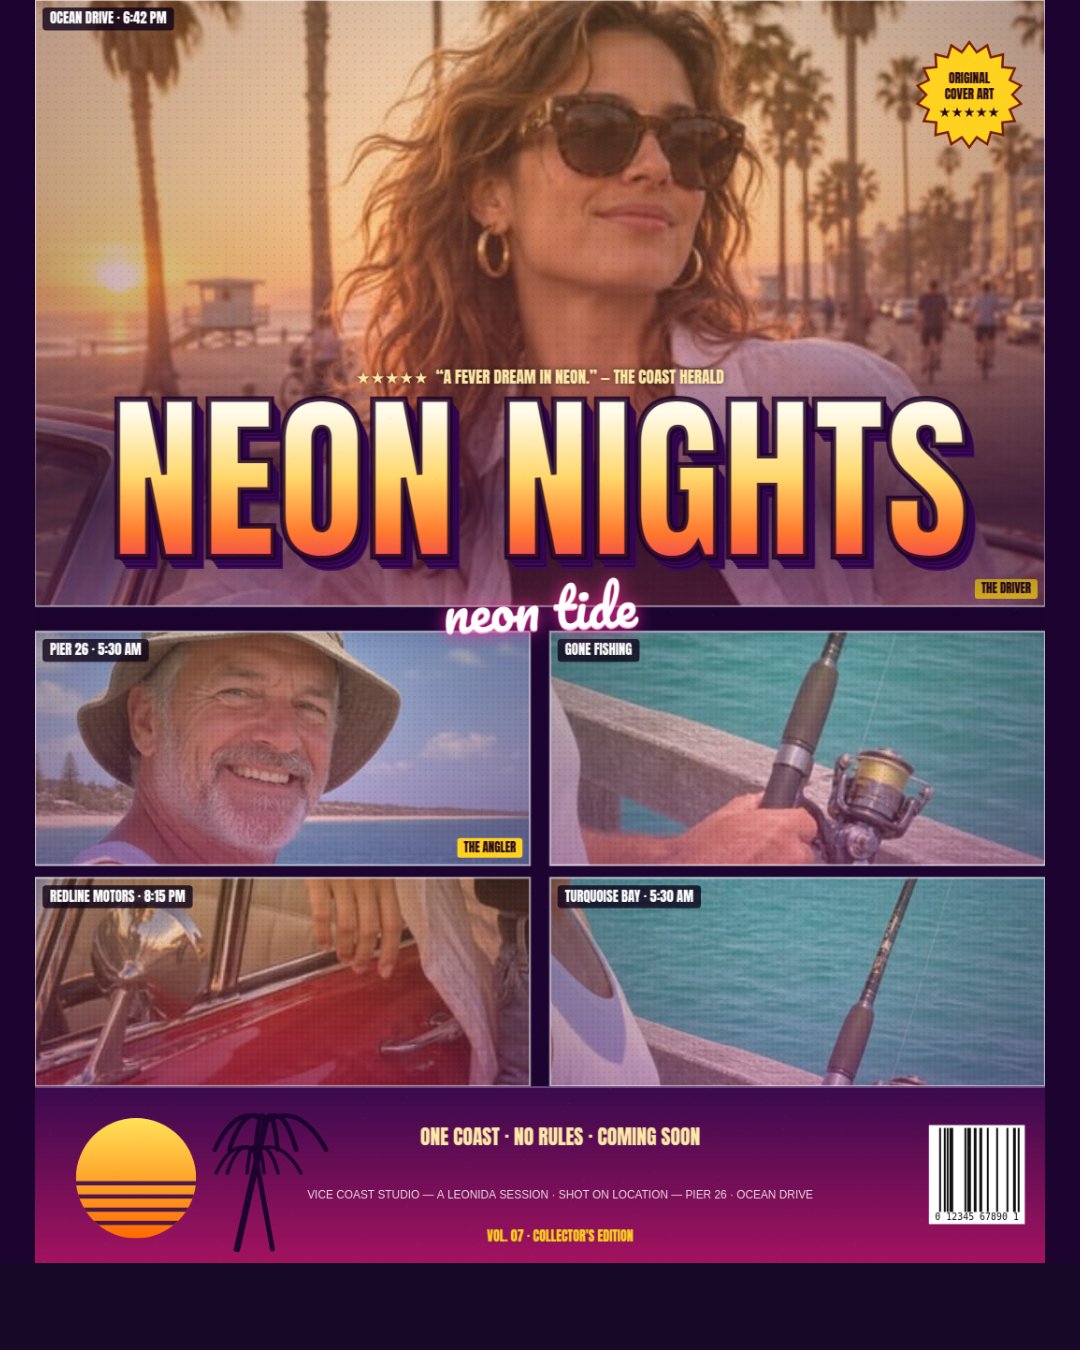 OCEAN DRIVE · 6:42 PM
ORIGINAL
COVER ART
★★★★★
★★★★★ “A FEVER DREAM IN NEON.” – THE COAST HERALD
NEON NIGHTS
THE DRIVER
neon tide
PIER 26 · 5:30 AM
GONE FISHING
THE ANGLER
REDLINE MOTORS · 8:15 PM
TURQUOISE BAY · 5:30 AM
ONE COAST · NO RULES · COMING SOON
VICE COAST STUDIO — A LEONIDA SESSION · SHOT ON LOCATION — PIER 26 · OCEAN DRIVE
VOL. 07 · COLLECTOR'S EDITION
0 12345 67890 1